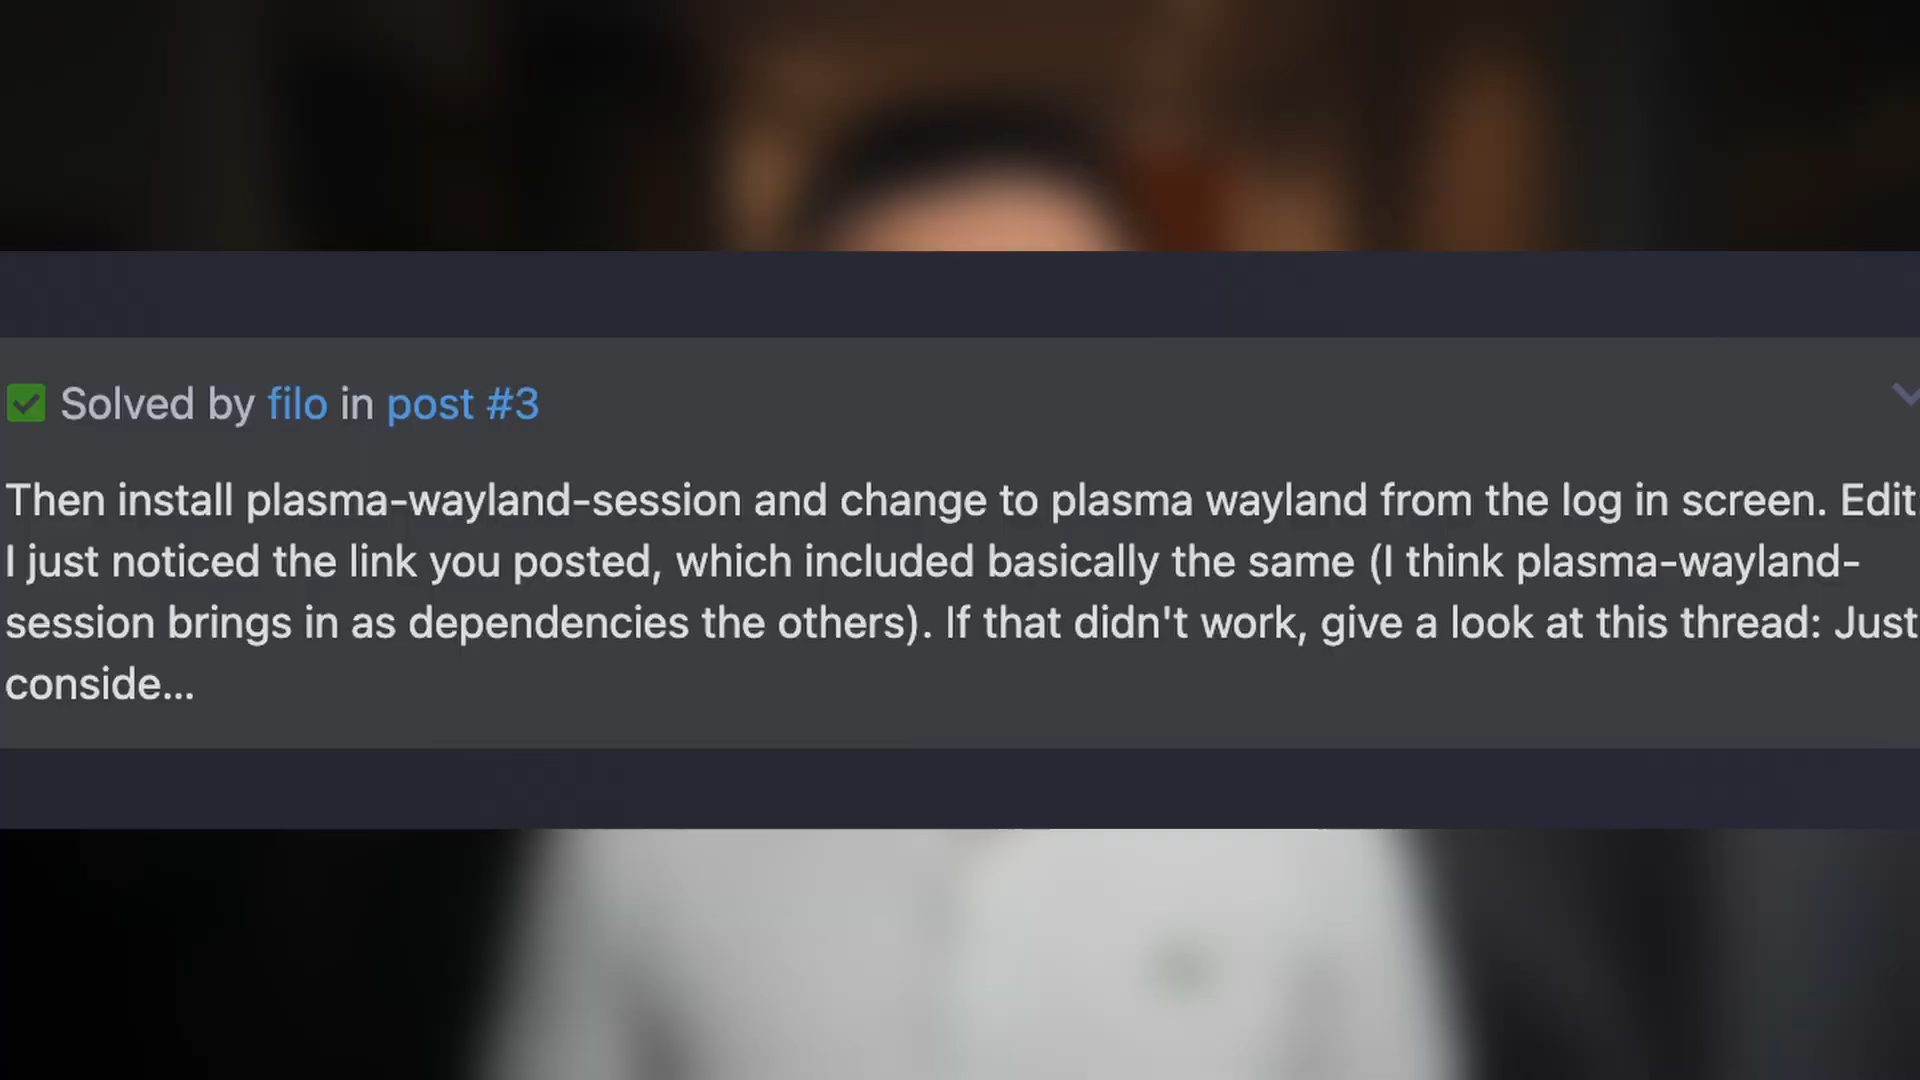 Solved by filo in post #3
Then install plasma-wayland-session and change to plasma wayland from the log in screen. Edit
I just noticed the link you posted, which included basically the same (I think plasma-wayland-
session brings in as dependencies the others). If that didn't work, give a look at this thread: Just
conside...